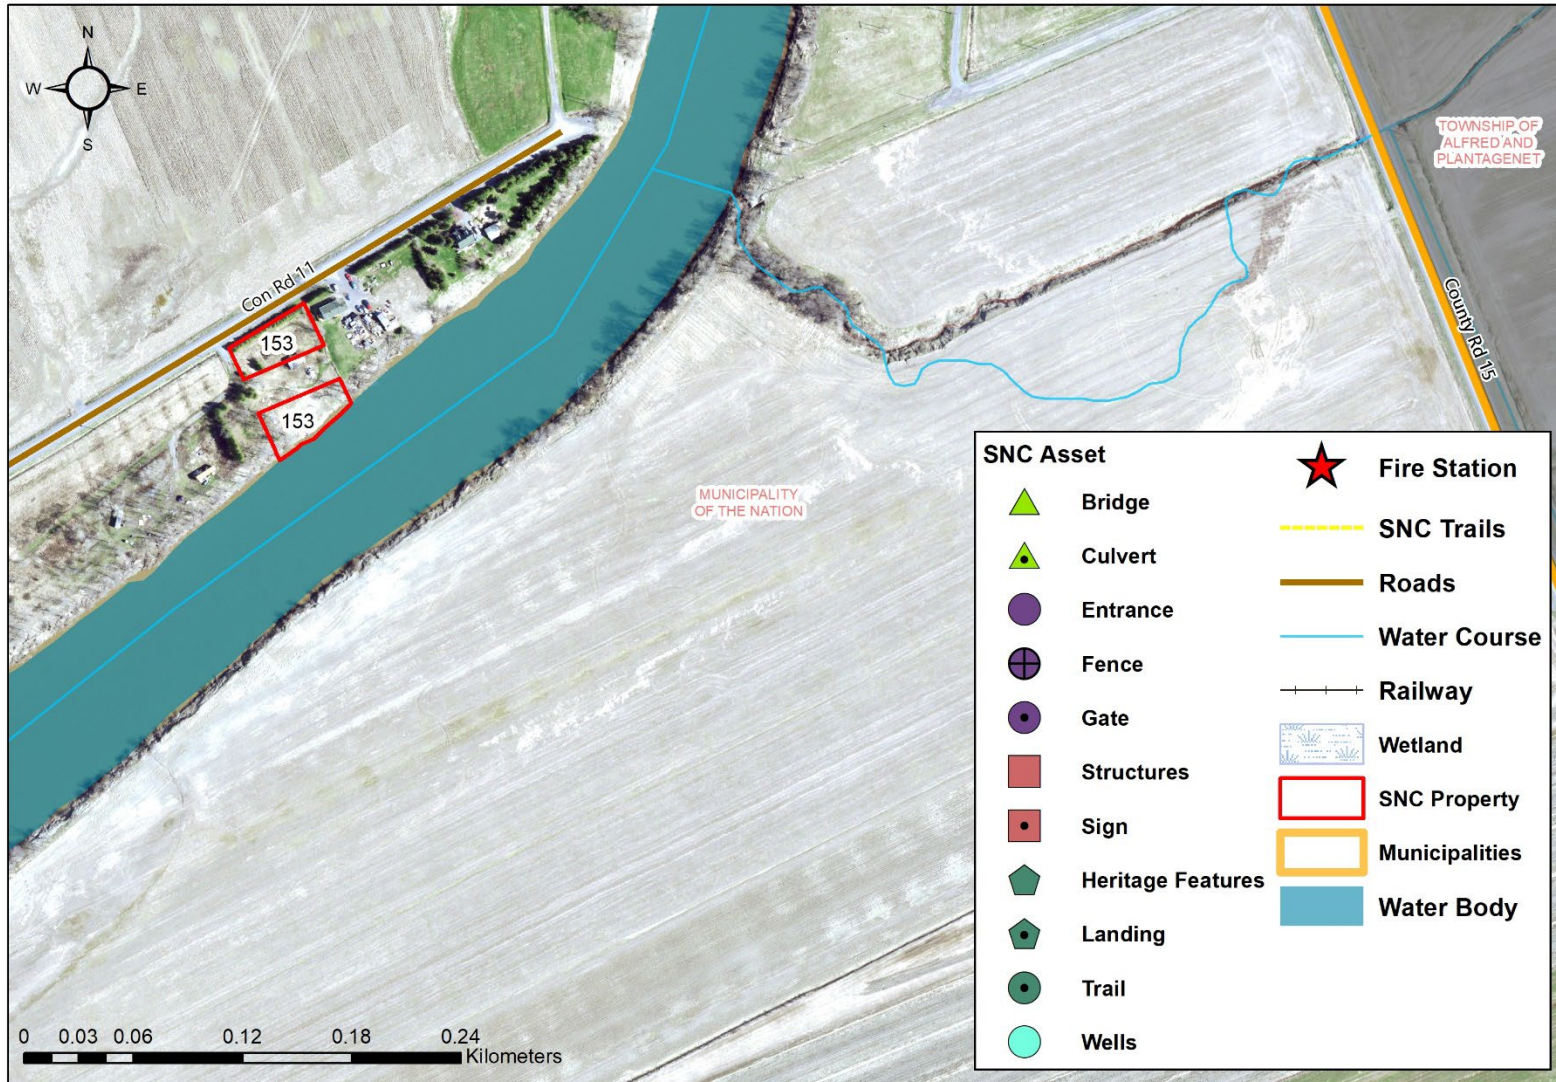 N
W E
S
TOWNSHIP OF
ALFRED AND
PLANTAGENET
Con Rd 11
153
153
County Rd 15
MUNICIPALITY
OF THE NATION
SNC Asset
Bridge
Culvert
Entrance
Fence
Gate
Structures
Sign
Heritage Features
Landing
Trail
Wells
Fire Station
SNC Trails
Roads
Water Course
Railway
Wetland
SNC Property
Municipalities
Water Body
0 0.03 0.06 0.12 0.18 0.24
Kilometers